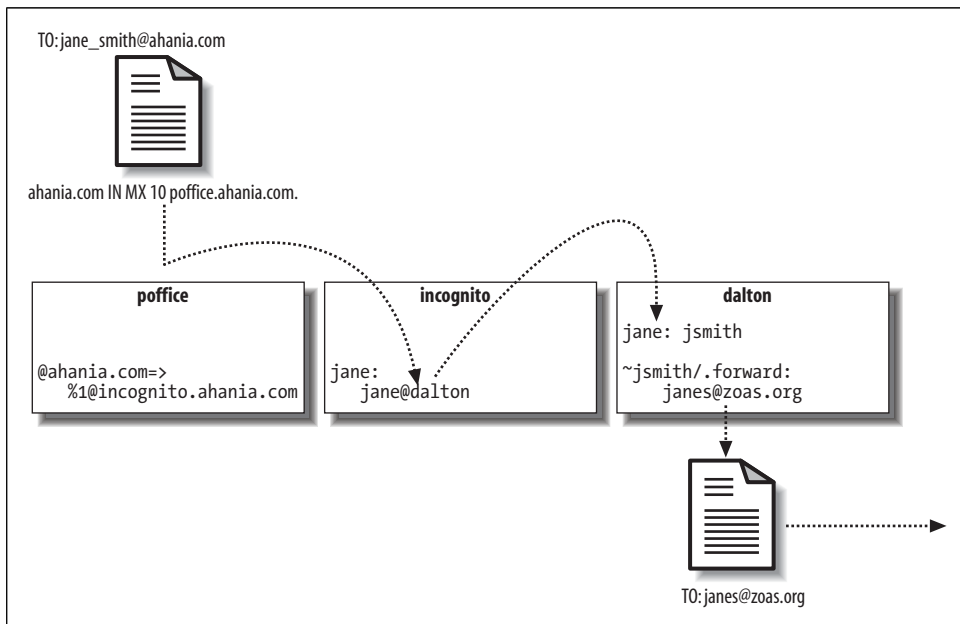 TO: jane_smith@ahania.com
ahania.com IN MX 10 poffice.ahania.com.
poffice
@ahania.com=>
%1@incognito.ahania.com
incognito
jane:
jane@dalton
dalton
jane: jsmith
~jsmith/.forward:
janes@zoas.org
TO: janes@zoas.org